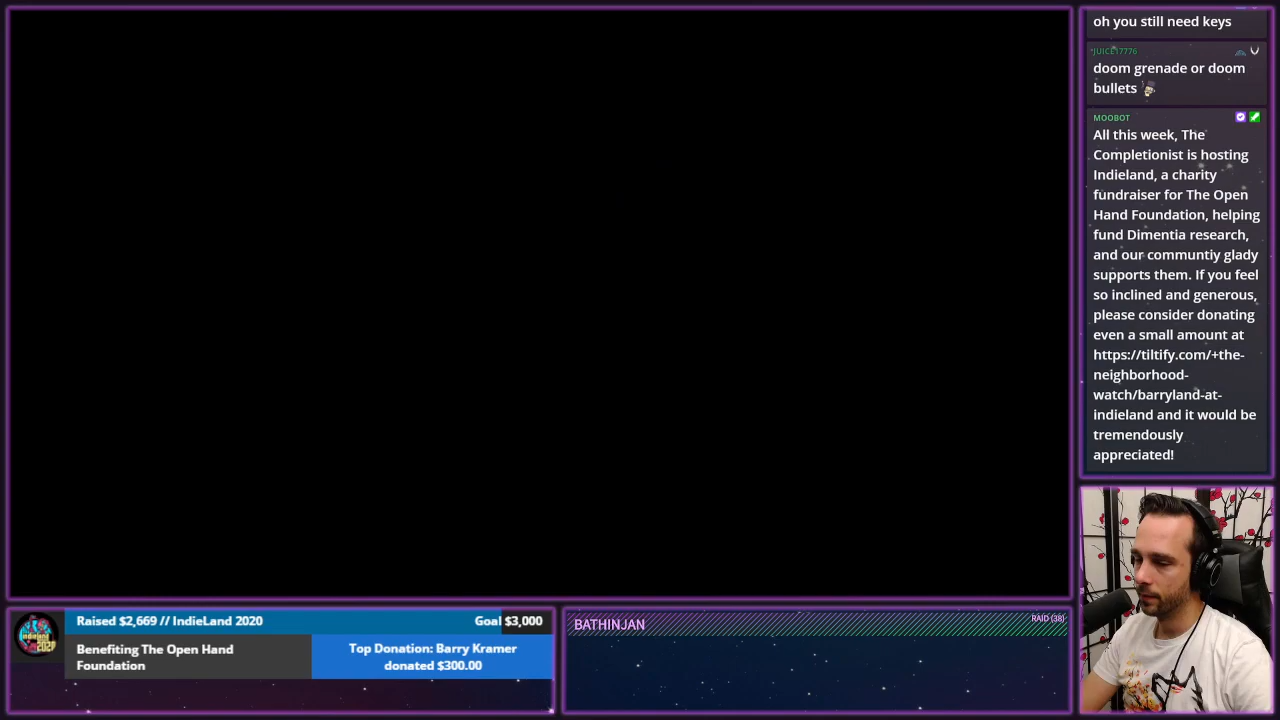 oh you still need keys
JUICE17776
doom grenade or doom
bullets
MOOBOT
All this week, The
Completionist is hosting
Indieland, a charity
fundraiser for The Open
Hand Foundation, helping
fund Dimentia research,
and our communtiy glady
supports them. If you feel
so inclined and generous,
please consider donating
even a small amount at
https://tiltify.com/+the-
neighborhood-
watch/barryland-at-
indieland and it would be
tremendously
appreciated!
indieland
2020
Raised $2,669 // IndieLand 2020
Goal $3,000
Benefiting The Open Hand
Foundation
Top Donation: Barry Kramer
donated $300.00
BATHINJAN
RAID (38)